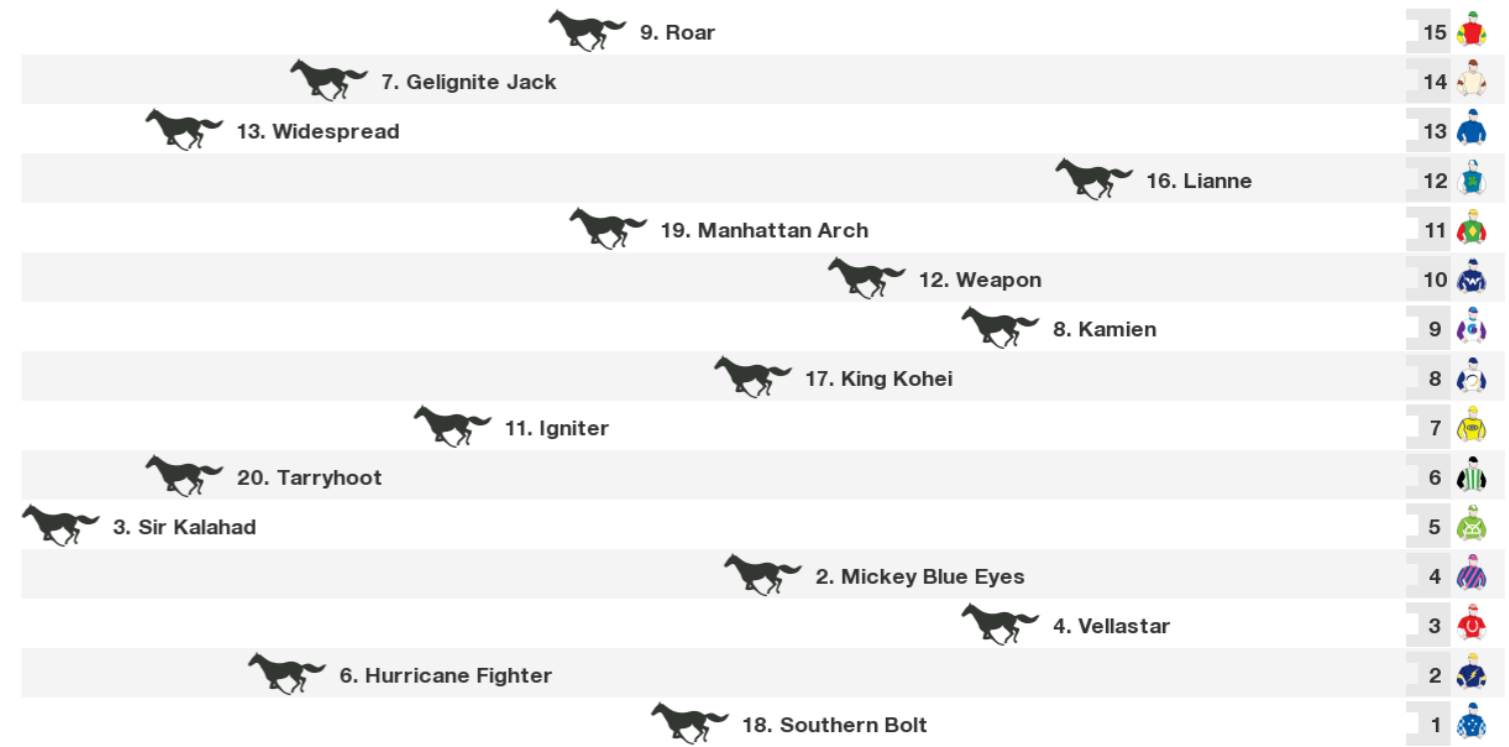 9. Roar 15
7. Gelignite Jack 14
13. Widespread 13
16. Lianne 12
19. Manhattan Arch 11
12. Weapon 10
8. Kamien 9
17. King Kohei 8
11. Igniter 7
20. Tarryhoot 6
3. Sir Kalahad 5
2. Mickey Blue Eyes 4
4. Vellastar 3
6. Hurricane Fighter 2
18. Southern Bolt 1